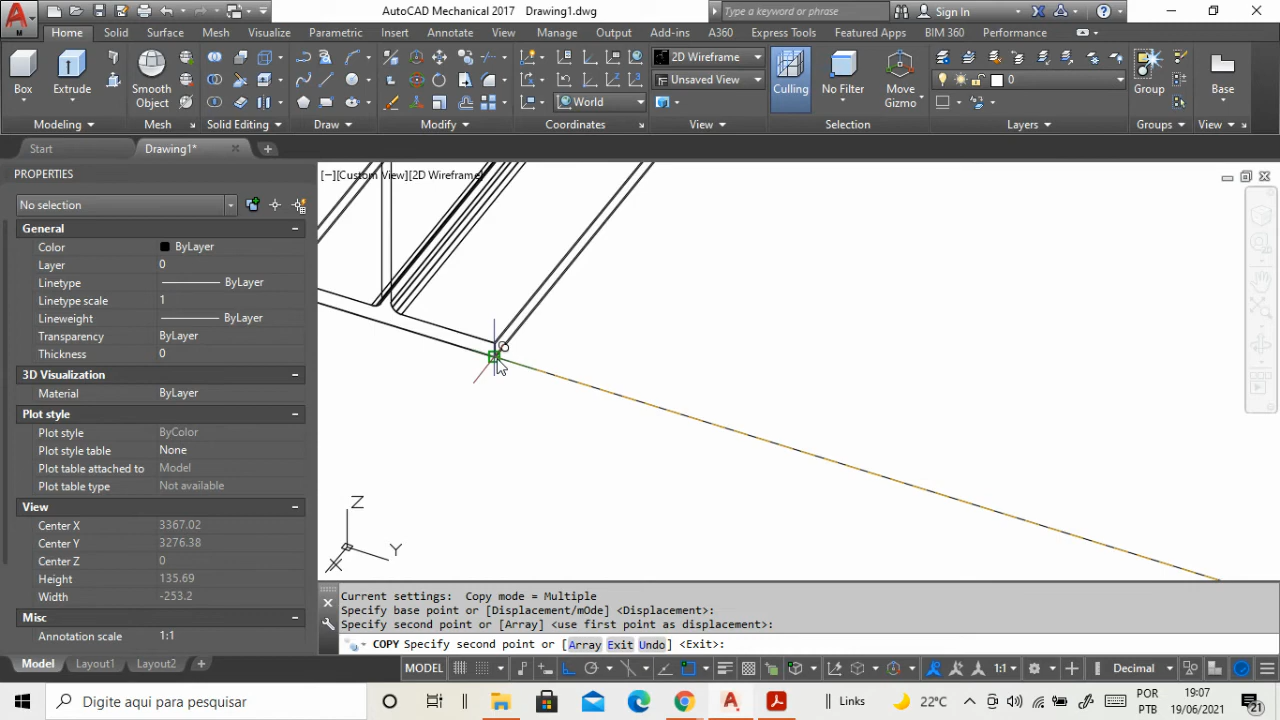 AutoCAD Mechanical 2017 Drawing1.dwg
Type a keyword or phrase
Sign In
M
Home Solid Surface Mesh Visualize Parametric Insert Annotate View Manage Output Add-ins A360 Express Tools Featured Apps BIM 360 Performance
Box Extrude Smooth Object
World
2D Wireframe
Unsaved View
Culling No Filter Move Gizmo
0
Group Base
Modeling Mesh Solid Editing Draw Modify Coordinates View Selection Layers Groups View
Start Drawing1*
PROPERTIES
No selection
General
Color ByLayer
Layer 0
Linetype ByLayer
Linetype scale 1
Lineweight ByLayer
Transparency ByLayer
Thickness 0
3D Visualization
Material ByLayer
Plot style
Plot style ByColor
Plot style table None
Plot table attached to Model
Plot table type Not available
View
Center X 3367.02
Center Y 3276.38
Center Z 0
Height 135.69
Width -253.2
Misc
Annotation scale 1:1
[−][Custom View][2D Wireframe]
Z
Y
X
Current settings: Copy mode = Multiple
Specify base point or [Displacement/mOde] <Displacement>:
Specify second point or [Array] <use first point as displacement>:
COPY Specify second point or [Array Exit Undo] <Exit>:
Model Layout1 Layout2
MODEL 1:1 Decimal
Digite aqui para pesquisar
Links 22°C
POR
PTB
19:07
19/06/2021
21